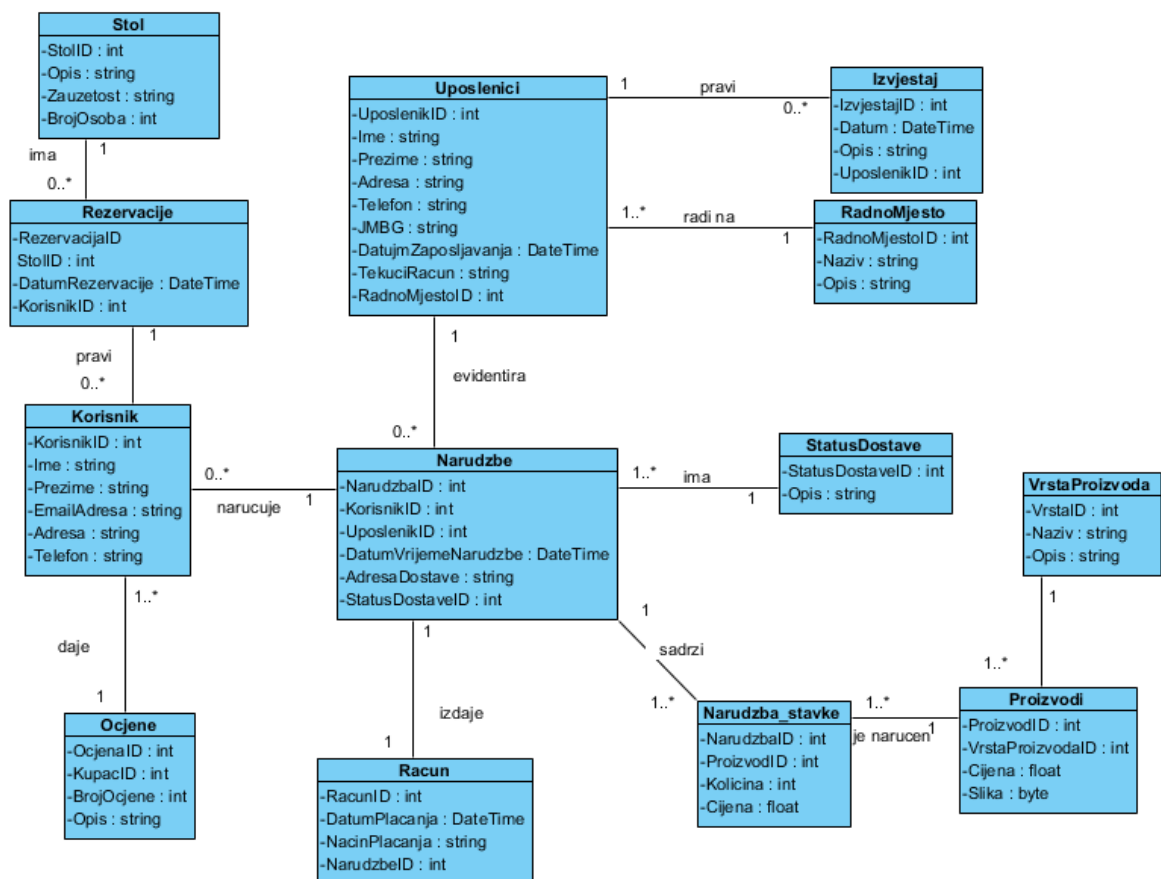 Stol
-StolID : int
-Opis : string
-Zauzetost : string
-BrojOsoba : int
1
ima
0..*
Rezervacije
-RezervacijaID
StolID : int
-DatumRezervacije : DateTime
-KorisnikID : int
1
pravi
0..*
Korisnik
-KorisnikID : int
-Ime : string
-Prezime : string
-EmailAdresa : string
-Adresa : string
-Telefon : string
1..*
daje
1
Ocjene
-OcjenaID : int
-KupacID : int
-BrojOcjene : int
-Opis : string
0..*
narucuje
1
Uposlenici
-UposlenikID : int
-Ime : string
-Prezime : string
-Adresa : string
-Telefon : string
-JMBG : string
-DatujmZaposljavanja : DateTime
-TekuciRacun : string
-RadnoMjestoID : int
1
pravi
0..*
Izvjestaj
-IzvjestajID : int
-Datum : DateTime
-Opis : string
-UposlenikID : int
1..*
radi na
1
RadnoMjesto
-RadnoMjestoID : int
-Naziv : string
-Opis : string
1
evidentira
0..*
Narudzbe
-NarudzbaID : int
-KorisnikID : int
-UposlenikID : int
-DatumVrijemeNarudzbe : DateTime
-AdresaDostave : string
-StatusDostaveID : int
1..*
ima
1
StatusDostave
-StatusDostaveID : int
-Opis : string
1
izdaje
1
Racun
-RacunID : int
-DatumPlacanja : DateTime
-NacinPlacanja : string
-NarudzbeID : int
1
sadrzi
1..*
Narudzba_stavke
-NarudzbaID : int
-ProizvodID : int
-Kolicina : int
-Cijena : float
1..*
je narucen
1
VrstaProizvoda
-VrstaID : int
-Naziv : string
-Opis : string
1
1..*
Proizvodi
-ProizvodID : int
-VrstaProizvodaID : int
-Cijena : float
-Slika : byte